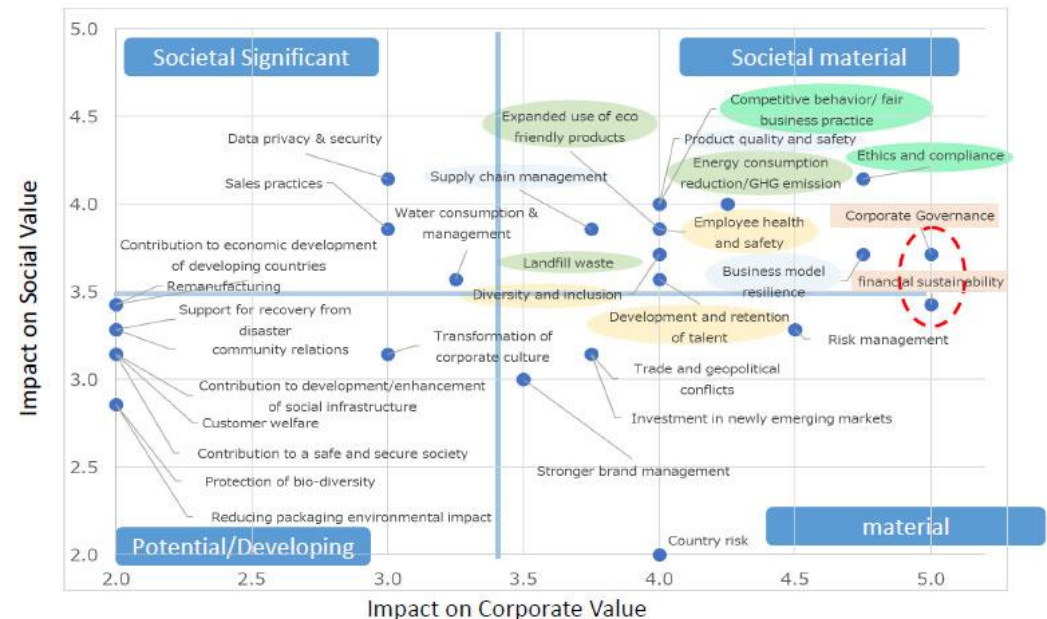 5.0
Societal Significant
Societal material
4.5
Expanded use of eco
friendly products
Competitive behavior/ fair
business practice
Data privacy & security
Product quality and safety
Ethics and compliance
Energy consumption
reduction/GHG emission
Supply chain management
Sales practices
4.0
Water consumption &
management
Employee health
and safety
Corporate Governance
Contribution to economic development
of developing countries
Landfill waste
Business model
resilience
financial sustainability
Remanufacturing
Diversity and inclusion
3.5
Support for recovery from
disaster
Development and retention
of talent
community relations
Transformation of
corporate culture
Risk management
3.0
Trade and geopolitical
conflicts
Contribution to development/enhancement
of social infrastructure
Customer welfare
Investment in newly emerging markets
Contribution to a safe and secure society
2.5
Stronger brand management
Protection of bio-diversity
Reducing packaging environmental impact
Potential/Developing
material
Country risk
2.0
2.0
2.5
3.0
3.5
4.0
4.5
5.0
Impact on Corporate Value
Impact on Social Value